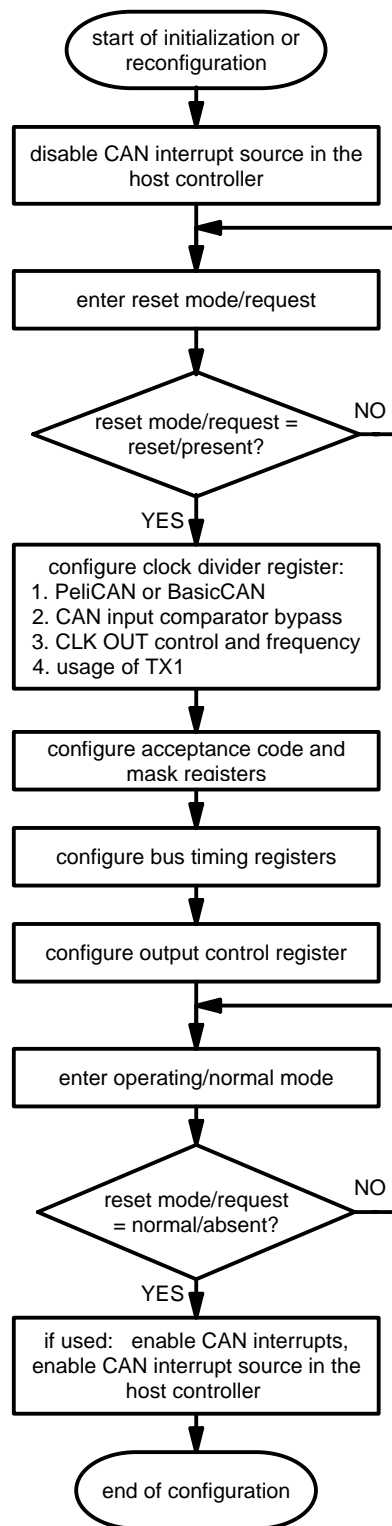 start of initialization or
reconfiguration
disable CAN interrupt source in the
host controller
enter reset mode/request
reset mode/request =
reset/present?
NO
YES
configure clock divider register:
1. PeliCAN or BasicCAN
2. CAN input comparator bypass
3. CLK OUT control and frequency
4. usage of TX1
configure acceptance code and
mask registers
configure bus timing registers
configure output control register
enter operating/normal mode
reset mode/request
= normal/absent?
NO
YES
if used: enable CAN interrupts,
enable CAN interrupt source in the
host controller
end of configuration